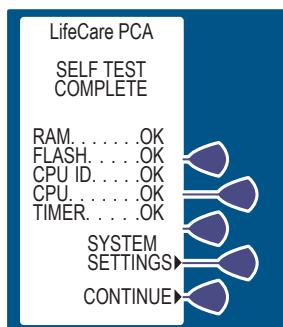 LifeCare PCA
SELF TEST
COMPLETE
RAM. . . . . . .OK
FLASH. . . . .OK
CPU ID. . . . .OK
CPU. . . . . . .OK
TIMER. . . . .OK
SYSTEM
SETTINGS
CONTINUE